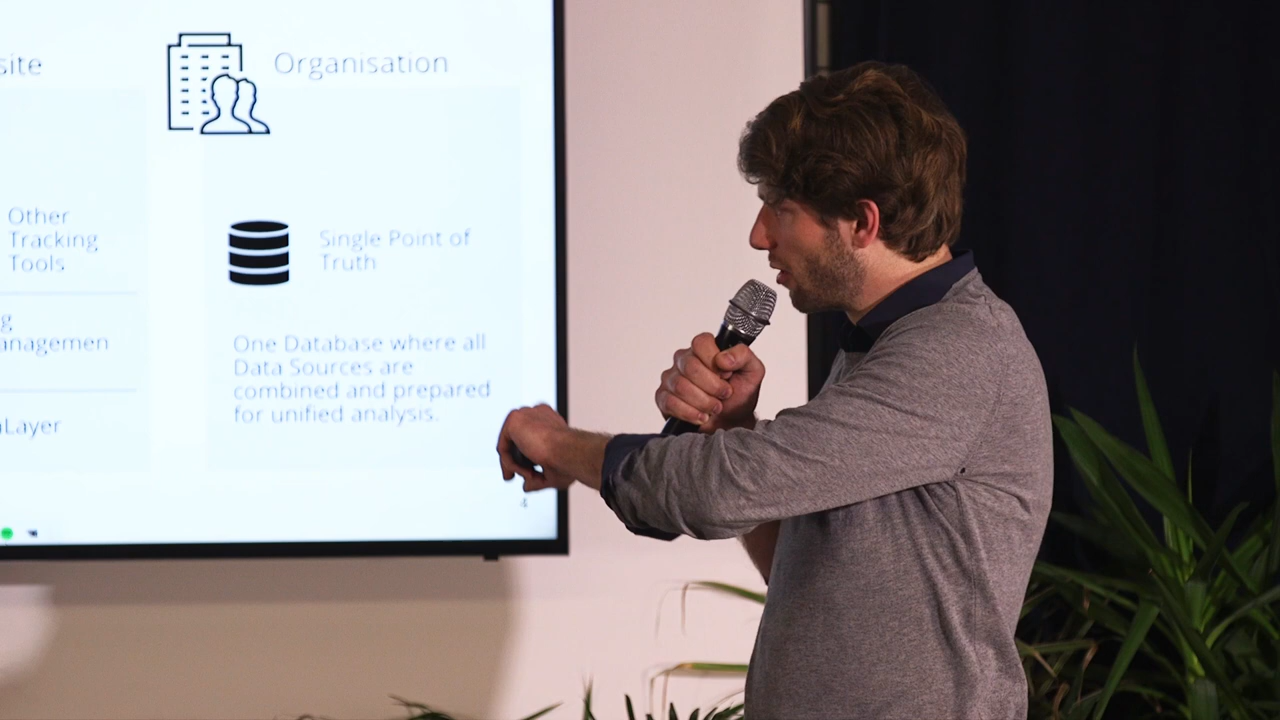 site
Organisation
Other
Tracking
Tools
g
anagemen
aLayer
Single Point of
Truth
One Database where all
Data Sources are
combined and prepared
for unified analysis.
4